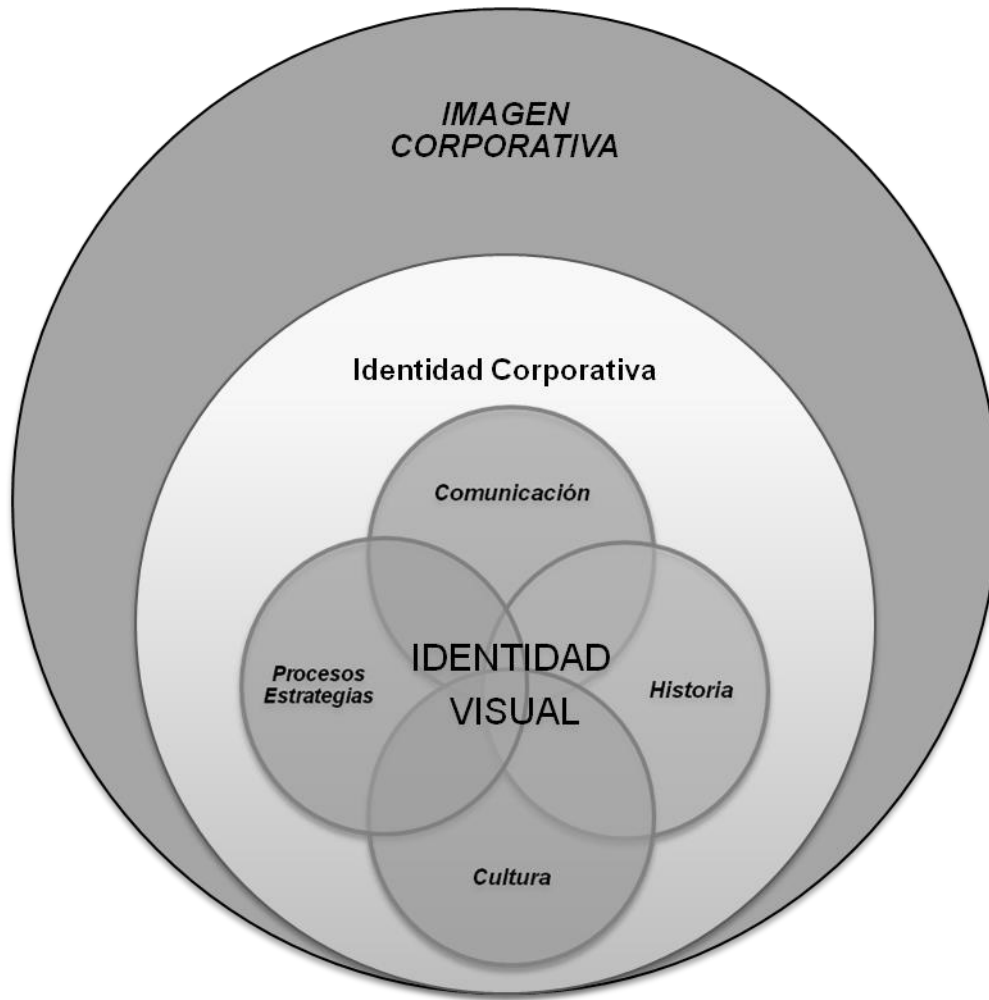 IMAGEN
CORPORATIVA
Identidad Corporativa
Comunicación
IDENTIDAD
VISUAL
Procesos
Estrategias
Historia
Cultura